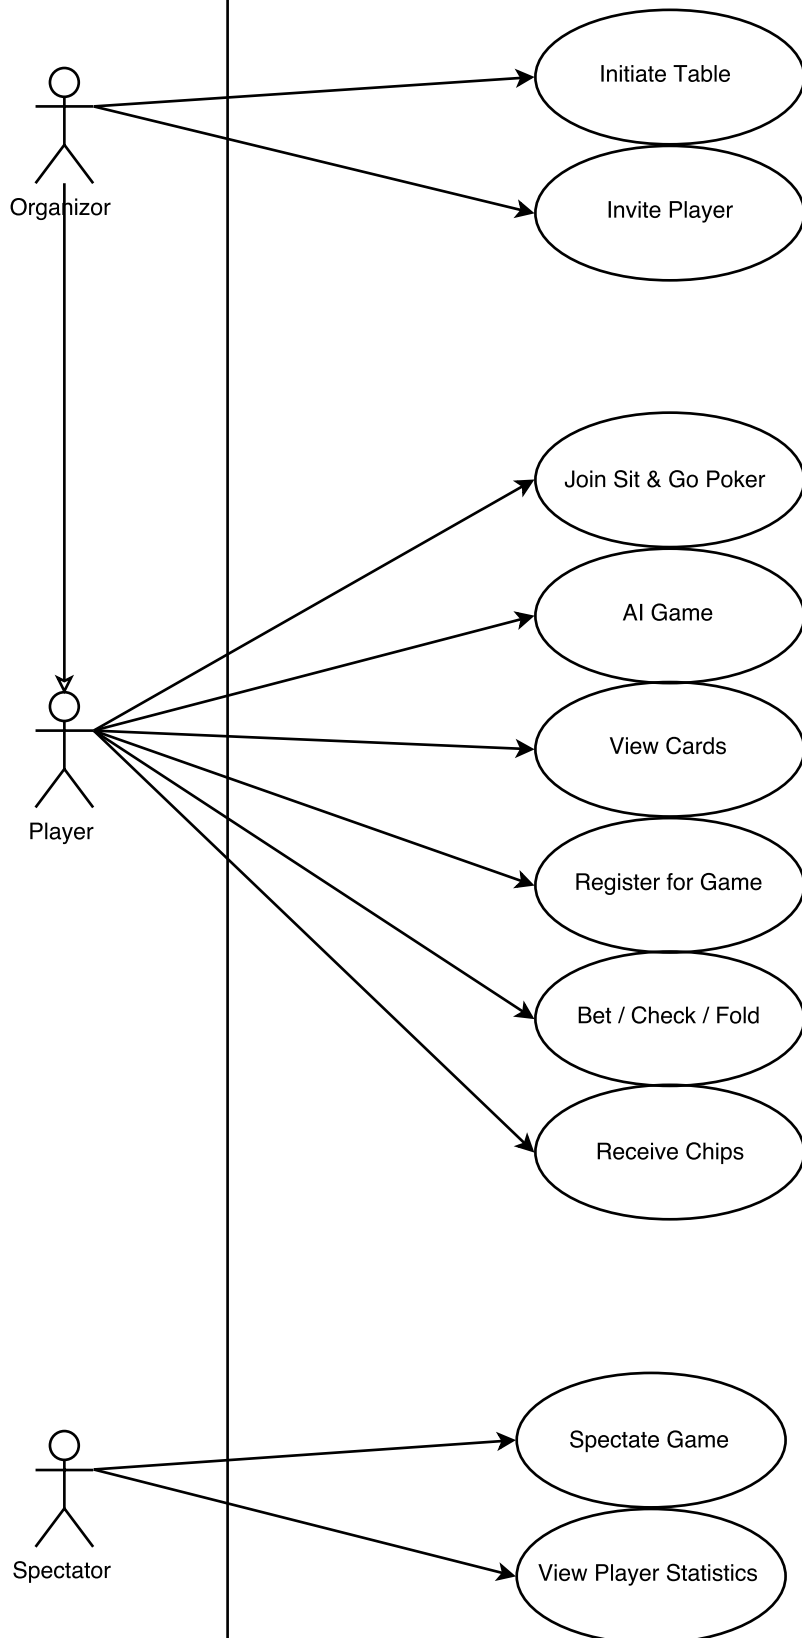 Initiate Table
Organizor
Invite Player
Join Sit & Go Poker
AI Game
View Cards
Player
Register for Game
Bet / Check / Fold
Receive Chips
Spectate Game
Spectator
View Player Statistics